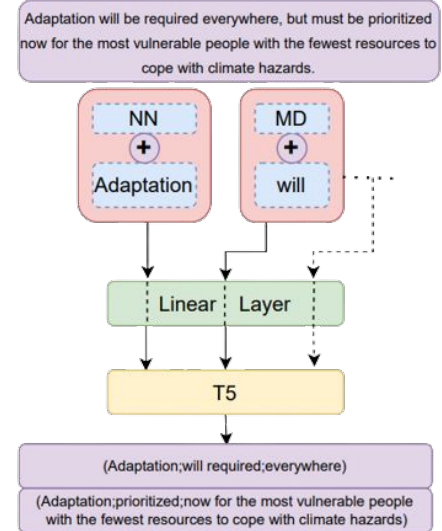 Adaptation will be required everywhere, but must be prioritized
now for the most vulnerable people with the fewest resources to
cope with climate hazards.
NN
MD
+
+
Adaptation
will
Linear Layer
T5
(Adaptation;will required;everywhere)
(Adaptation;prioritized;now for the most vulnerable people
with the fewest resources to cope with climate hazards)